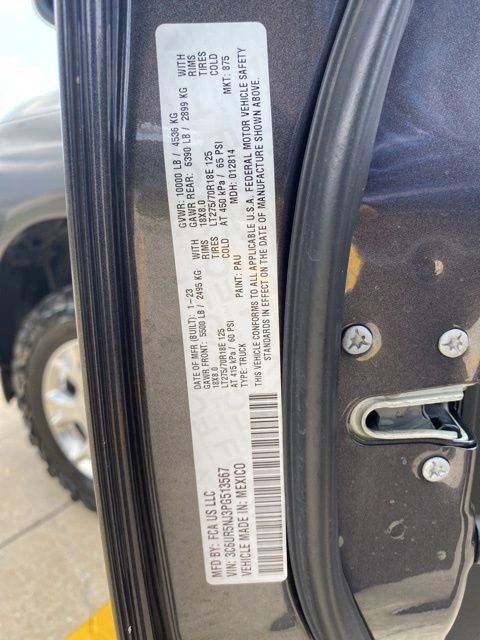 MFD BY: FCA US LLC
DATE OF MFR (BUILT): 1-23
GVWR: 10000 LB / 4536 KG
GAWR FRONT: 5500 LB / 2495 KG WITH
18X8.0 RIMS
LT275/70R18E 125 TIRES
AT 415 kPa / 60 PSI COLD
GAWR REAR: 6390 LB / 2899 KG WITH
18X8.0 RIMS
LT275/70R18E 125 TIRES
AT 450 kPa / 65 PSI COLD
VIN: 3C6UR5NJ3PG513567
TYPE: TRUCK
PAINT: PAU
MDH: 012814
MKT: 875
VEHICLE MADE IN: MEXICO
THIS VEHICLE CONFORMS TO ALL APPLICABLE U.S.A. FEDERAL MOTOR VEHICLE SAFETY
STANDARDS IN EFFECT ON THE DATE OF MANUFACTURE SHOWN ABOVE.